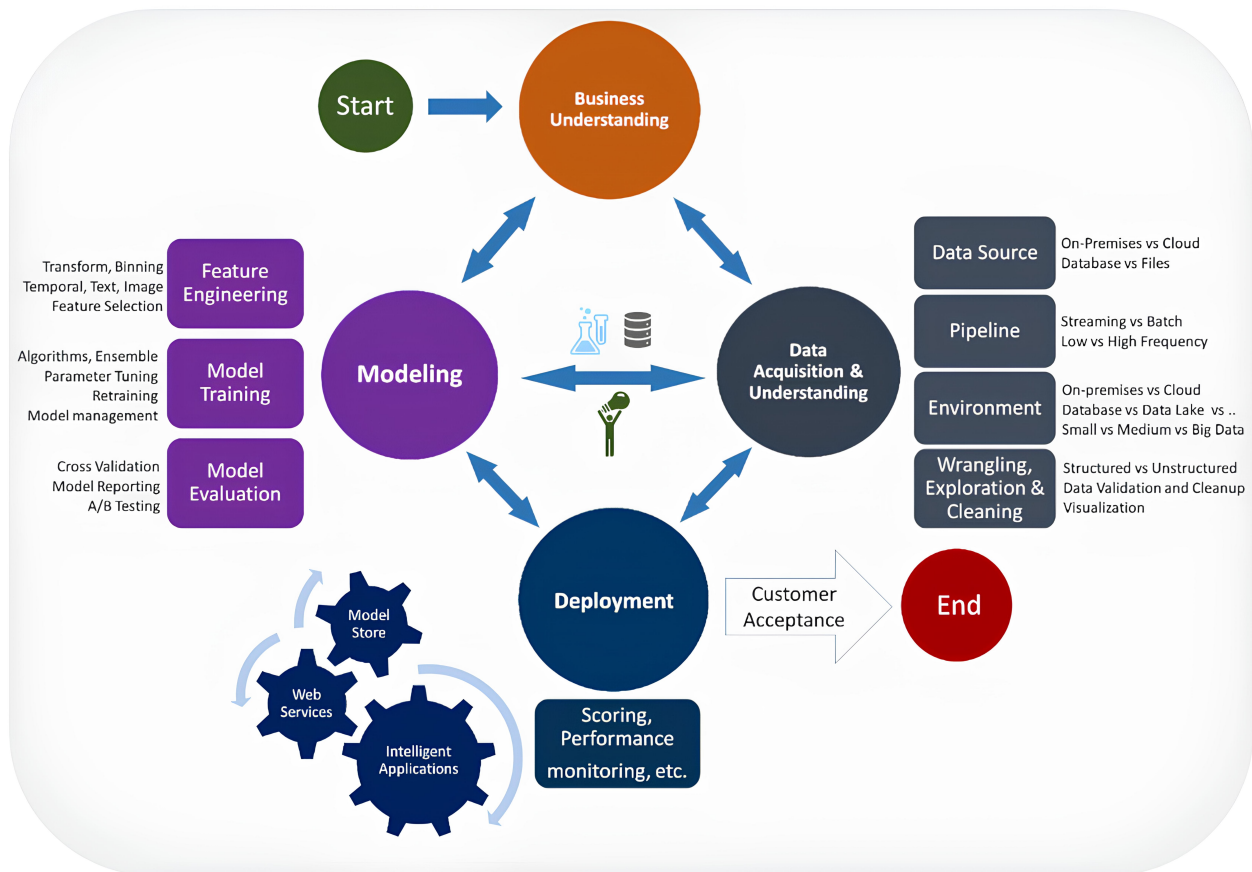 Start
Business
Understanding
Feature
Engineering
Transform, Binning
Temporal, Text, Image
Feature Selection
Model
Training
Algorithms, Ensemble
Parameter Tuning
Retraining
Model management
Model
Evaluation
Cross Validation
Model Reporting
A/B Testing
Modeling
Data
Acquisition &
Understanding
Data Source
On-Premises vs Cloud
Database vs Files
Pipeline
Streaming vs Batch
Low vs High Frequency
Environment
On-premises vs Cloud
Database vs Data Lake vs ..
Small vs Medium vs Big Data
Wrangling,
Exploration &
Cleaning
Structured vs Unstructured
Data Validation and Cleanup
Visualization
Deployment
Customer
Acceptance
End
Model
Store
Web
Services
Intelligent
Applications
Scoring,
Performance
monitoring, etc.